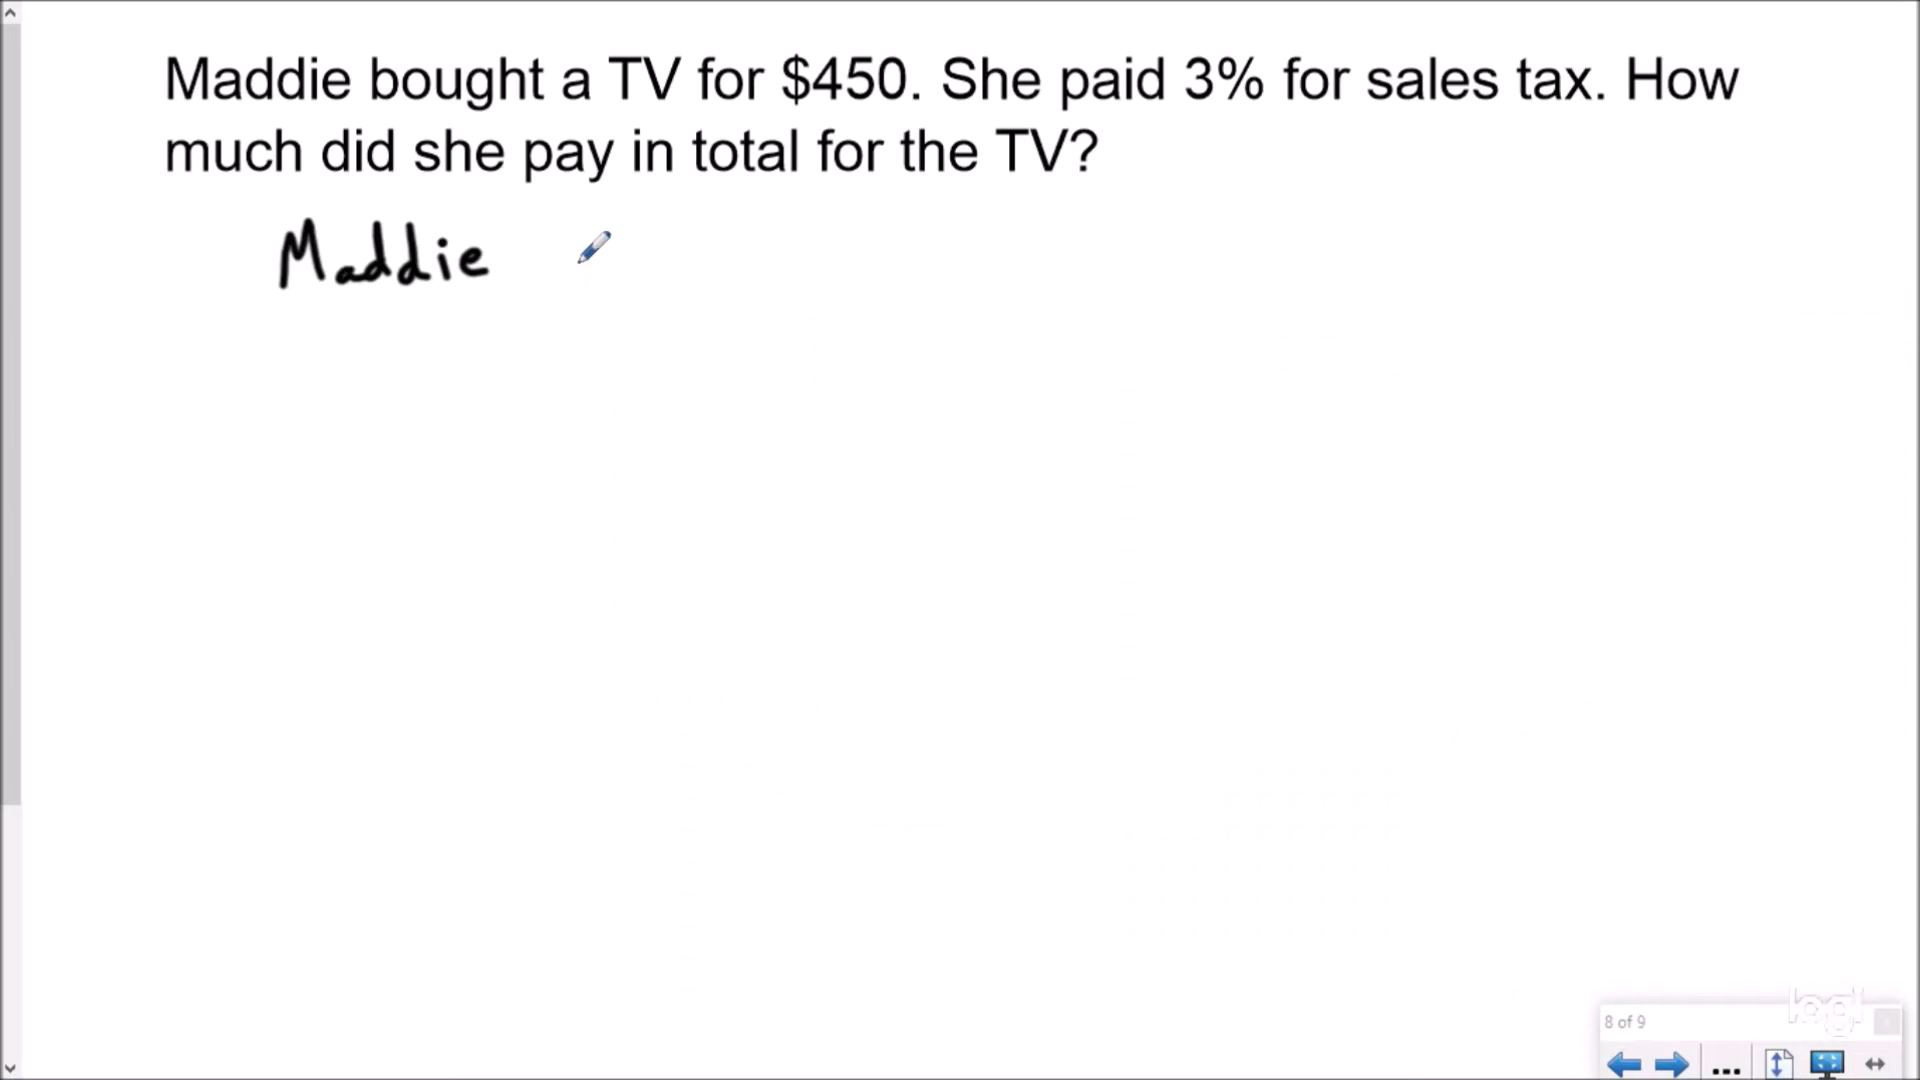 Maddie bought a TV for $450. She paid 3% for sales tax. How
much did she pay in total for the TV?
Maddie
logi
8 of 9
...